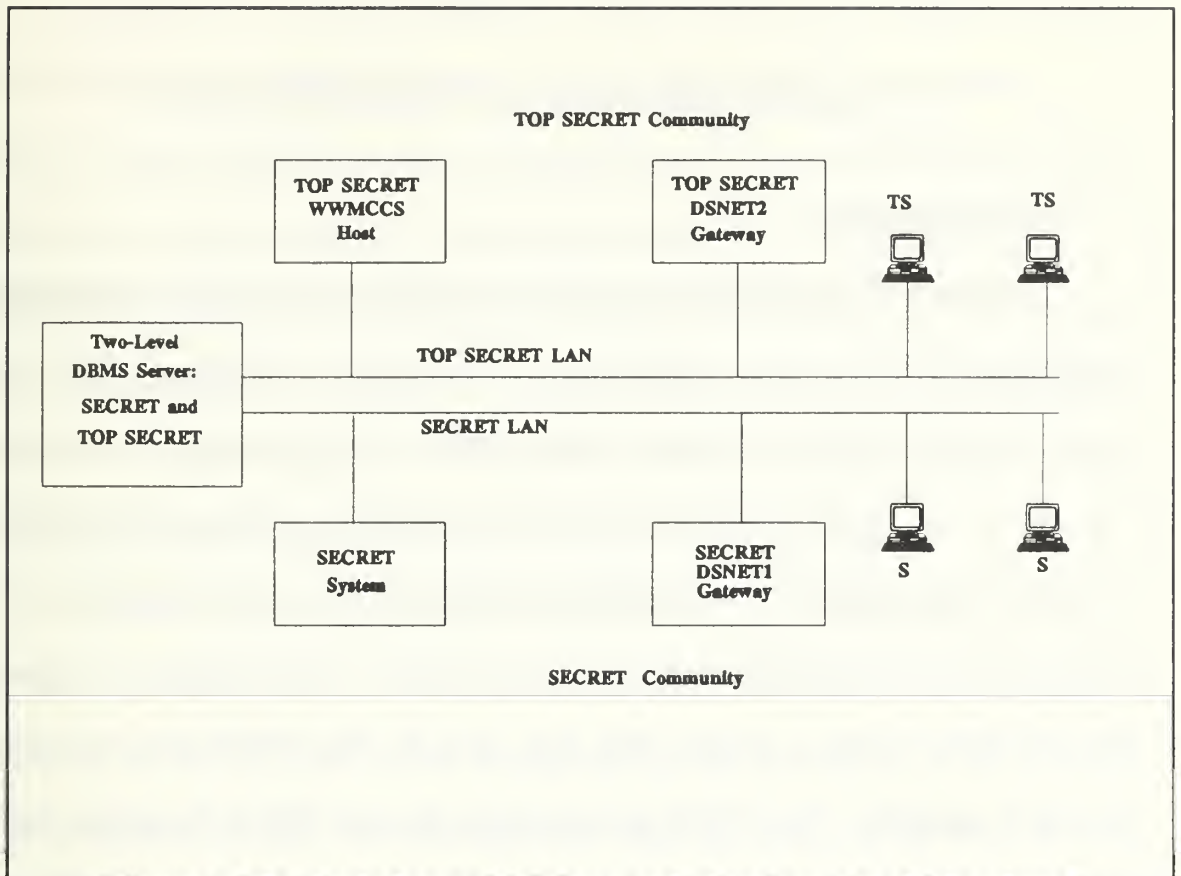 TOP SECRET Community
TOP SECRET
WWMCCS
Host
TOP SECRET
DSNET2
Gateway
TS
TS
Two-Level
DBMS Server:
SECRET and
TOP SECRET
TOP SECRET LAN
SECRET LAN
SECRET
System
SECRET
DSNET1
Gateway
S
S
SECRET Community